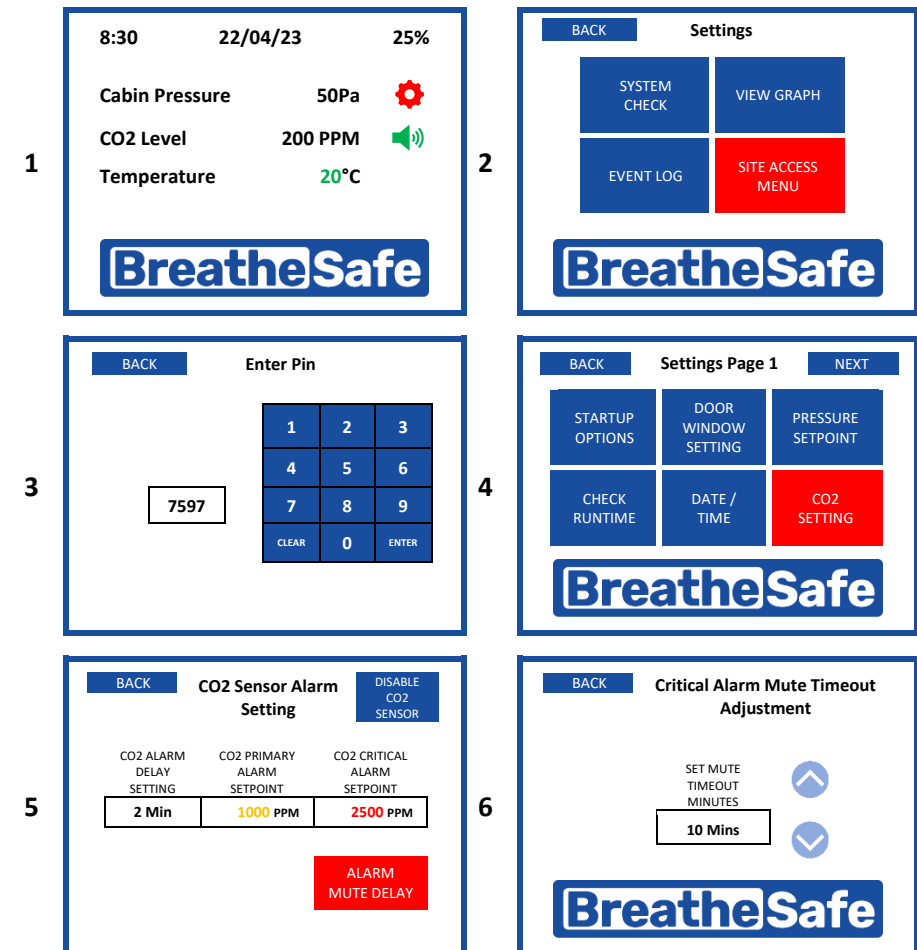 1
8:30 22/04/23 25%
Cabin Pressure 50Pa
CO2 Level 200 PPM
Temperature 20°C
BreatheSafe
2
BACK Settings
SYSTEM
CHECK
VIEW GRAPH
EVENT LOG
SITE ACCESS
MENU
BreatheSafe
3
BACK Enter Pin
7597
1 2 3
4 5 6
7 8 9
CLEAR 0 ENTER
4
BACK Settings Page 1 NEXT
STARTUP
OPTIONS
DOOR
WINDOW
SETTING
PRESSURE
SETPOINT
CHECK
RUNTIME
DATE /
TIME
CO2
SETTING
BreatheSafe
5
BACK
CO2 Sensor Alarm
Setting
DISABLE
CO2
SENSOR
CO2 ALARM
DELAY
SETTING
2 Min
CO2 PRIMARY
ALARM
SETPOINT
1000 PPM
CO2 CRITICAL
ALARM
SETPOINT
2500 PPM
ALARM
MUTE DELAY
6
BACK
Critical Alarm Mute Timeout
Adjustment
SET MUTE
TIMEOUT
MINUTES
10 Mins
BreatheSafe